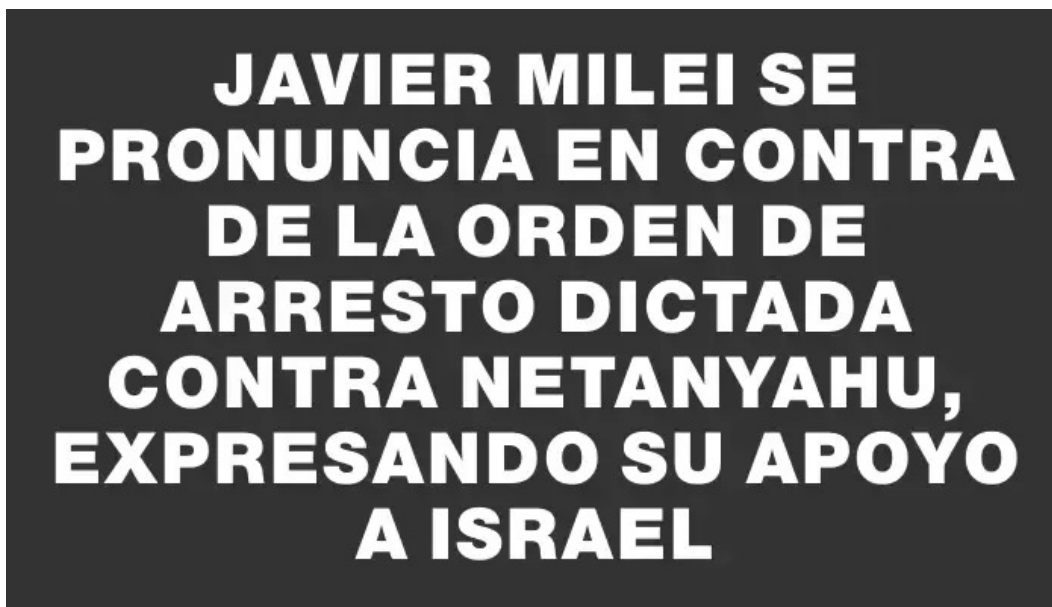 JAVIER MILEI SE
PRONUNCIA EN CONTRA
DE LA ORDEN DE
ARRESTO DICTADA
CONTRA NETANYAHU,
EXPRESANDO SU APOYO
A ISRAEL